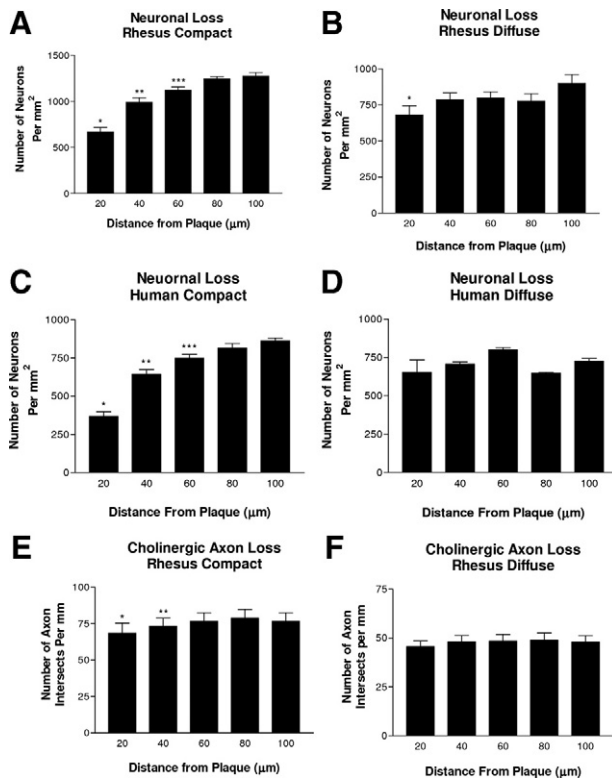 A
Neuronal Loss
Rhesus Compact
Number of Neurons
Per mm²
1500
1000
500
0
*
**
***
20 40 60 80 100
Distance from Plaque (μm)
B
Neuronal Loss
Rhesus Diffuse
Number of Neurons
Per mm²
1000
750
500
250
0
*
20 40 60 80 100
Distance from Plaque (μm)
C
Neuornal Loss
Human Compact
Number of Neurons
Per mm²
1000
750
500
250
0
*
**
***
20 40 60 80 100
Distance From Plaque (μm)
D
Neuronal Loss
Human Diffuse
Number of Neurons
Per mm²
1000
750
500
250
0
20 40 60 80 100
Distance From Plaque (μm)
E
Cholinergic Axon Loss
Rhesus Compact
Number of Axon
Intersects Per mm
100
75
50
25
0
*
**
20 40 60 80 100
Distance from Plaque (μm)
F
Cholinergic Axon Loss
Rhesus Diffuse
Number of Axon
Intersects per mm
75
50
25
0
20 40 60 80 100
Distance from Plaque (μm)